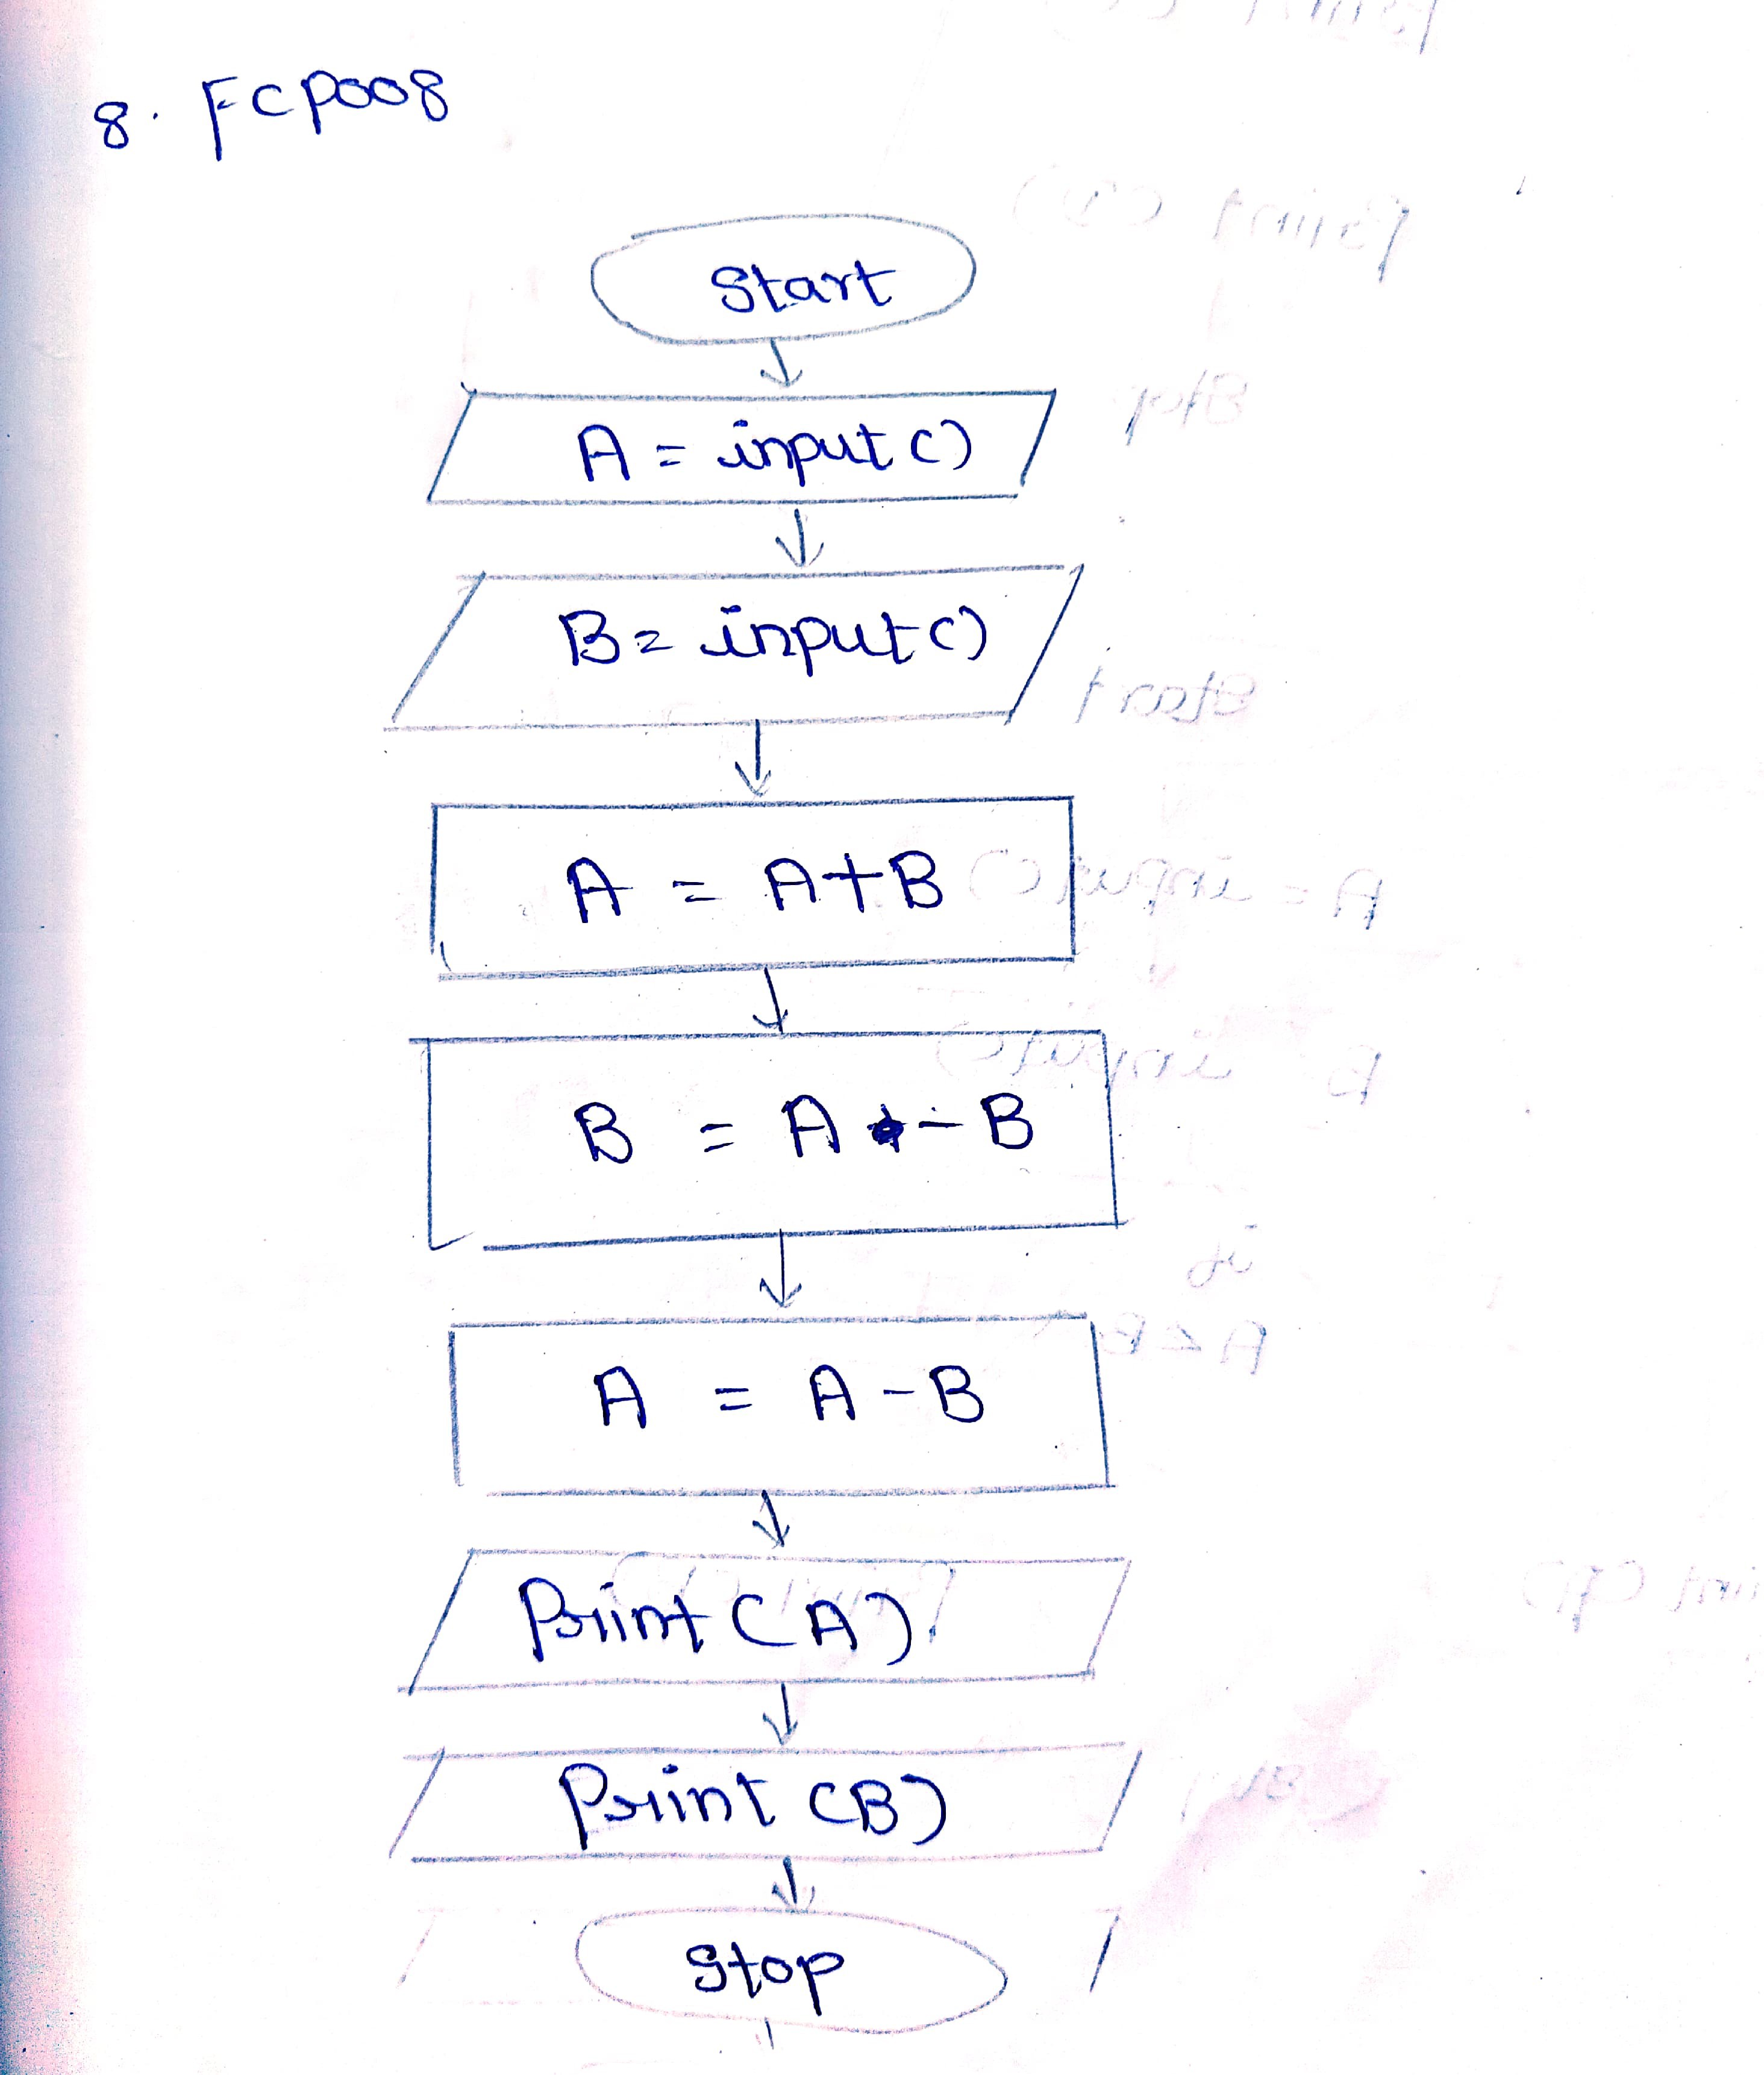 8. FCP008
Start
A = input()
B = input()
A = A+B
B = A - B
A = A - B
Print (A)
Print (B)
Stop